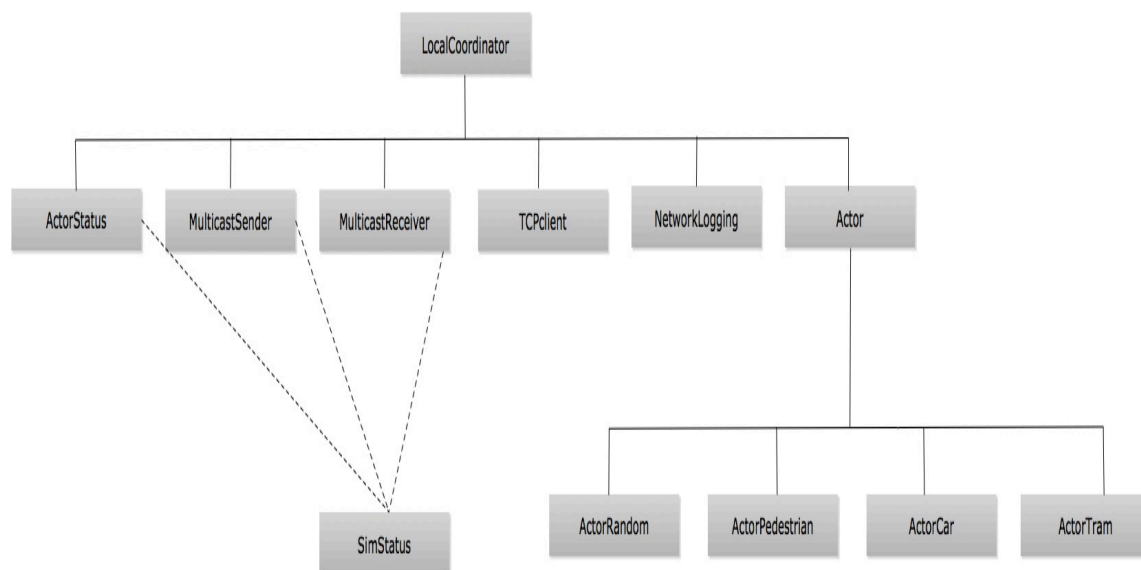 LocalCoordinator
ActorStatus
MulticastSender
MulticastReceiver
TCPclient
NetworkLogging
Actor
ActorRandom
ActorPedestrian
ActorCar
ActorTram
SimStatus